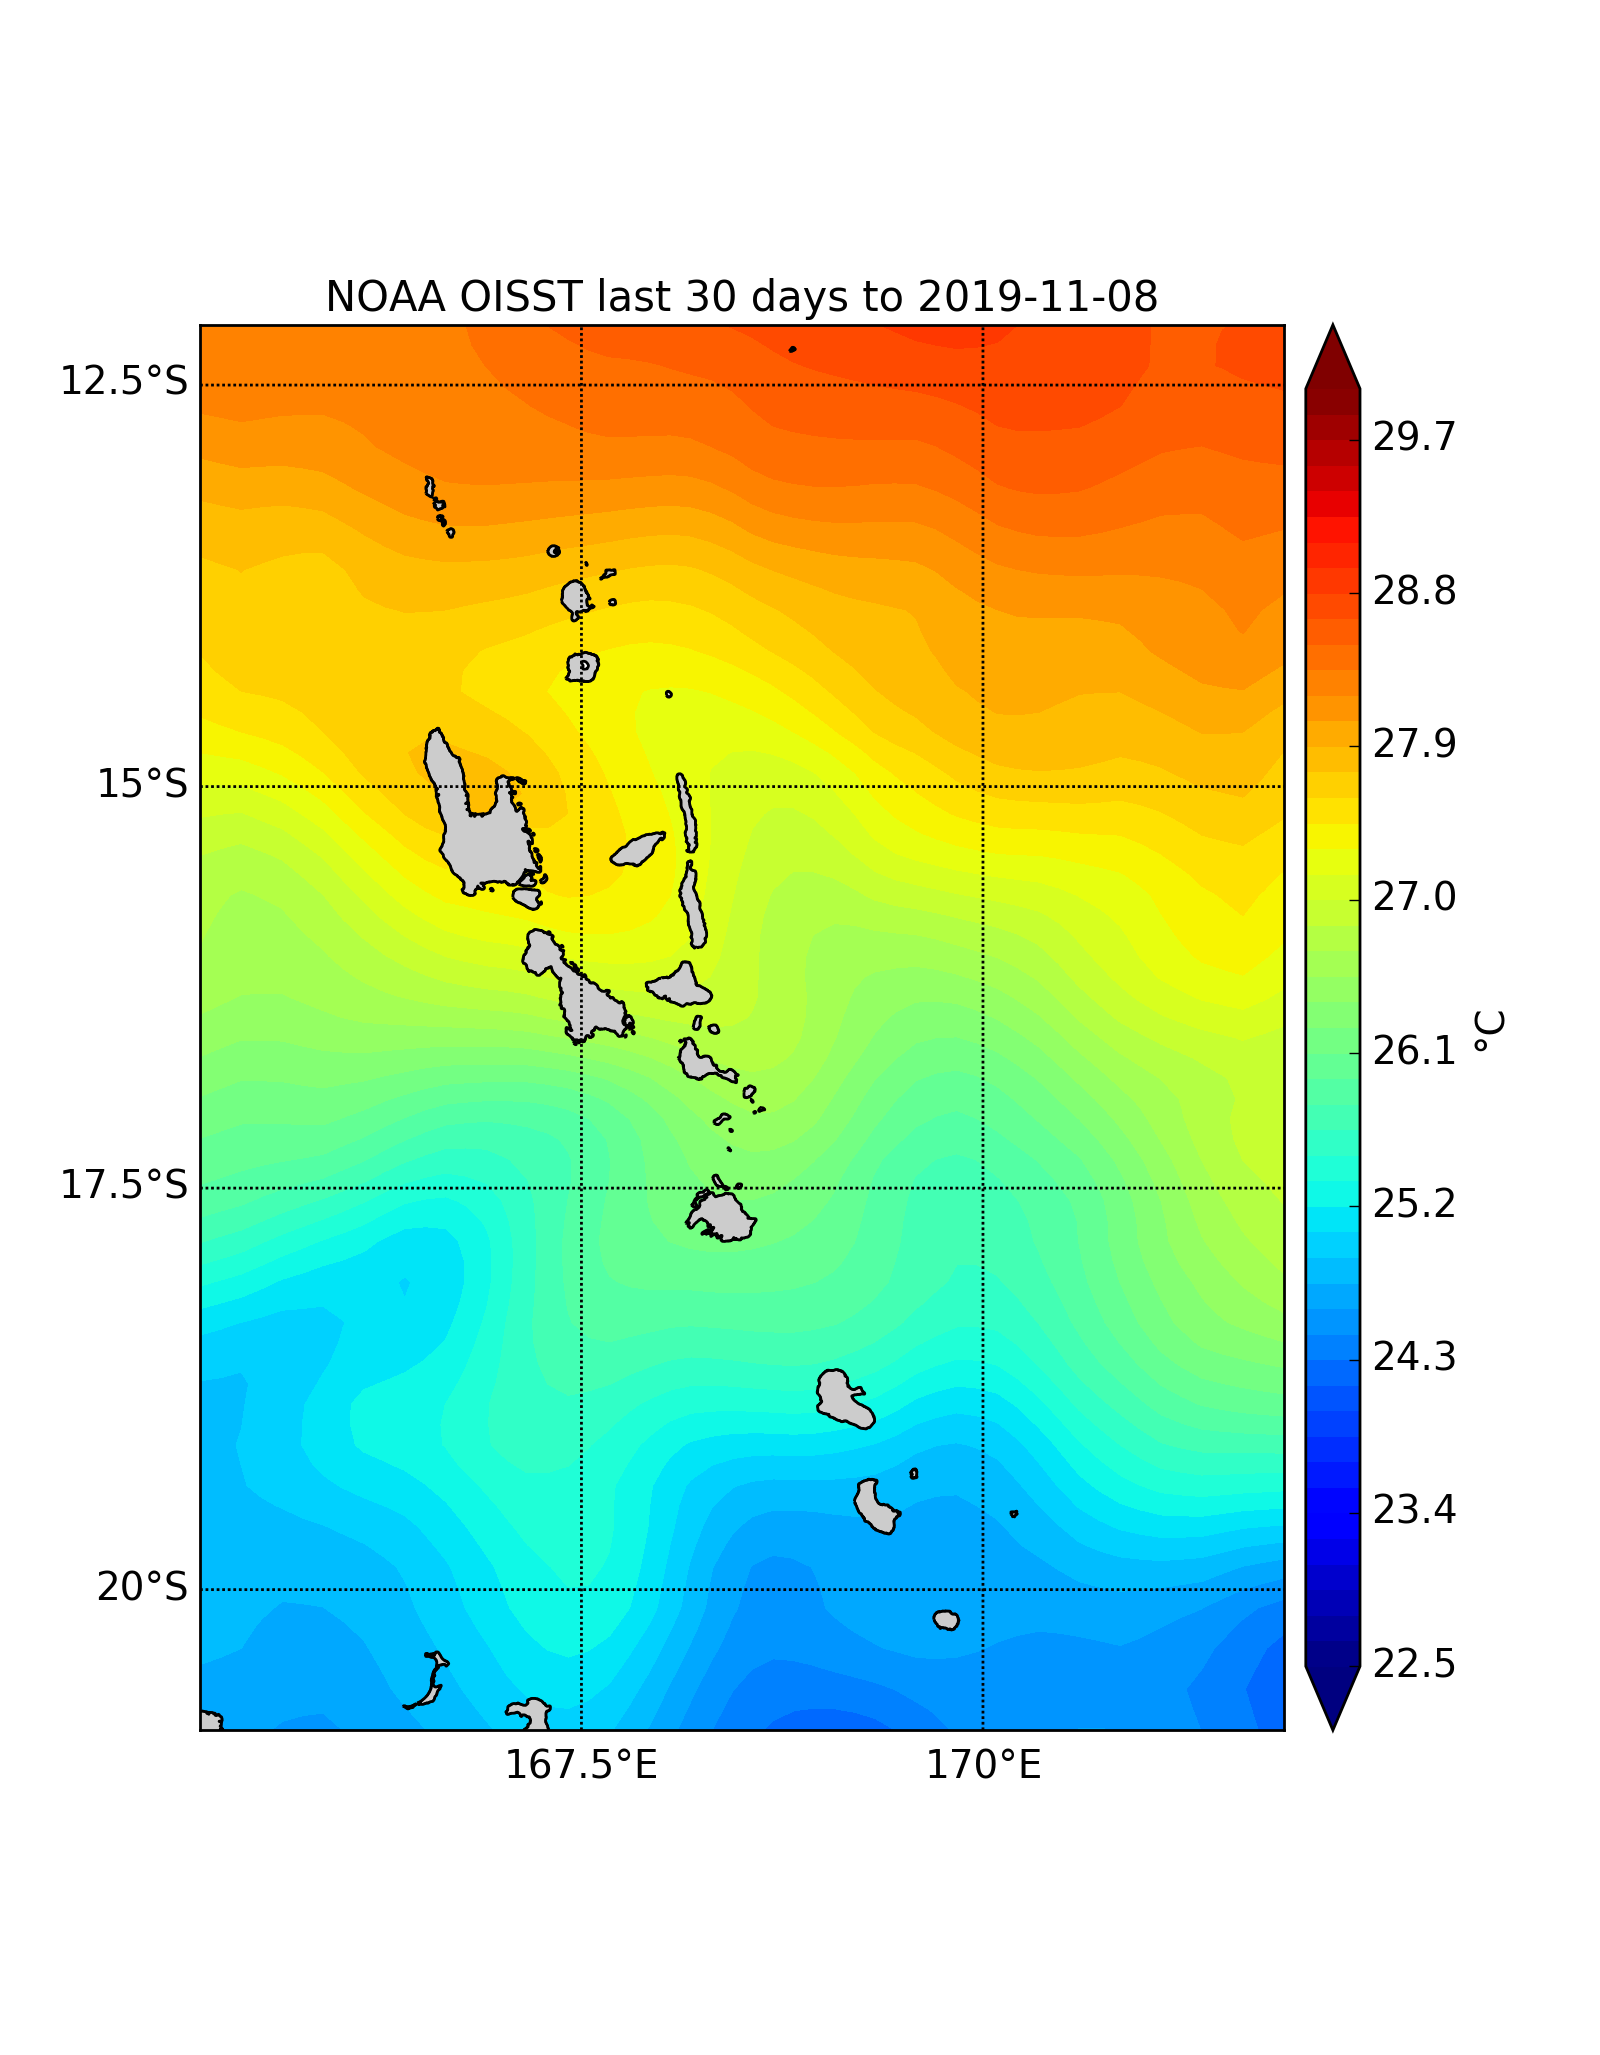 NOAA OISST last 30 days to 2019-11-08
12.5°S
15°S
17.5°S
20°S
167.5°E
170°E
29.7
28.8
27.9
27.0
26.1
25.2
24.3
23.4
22.5
°C